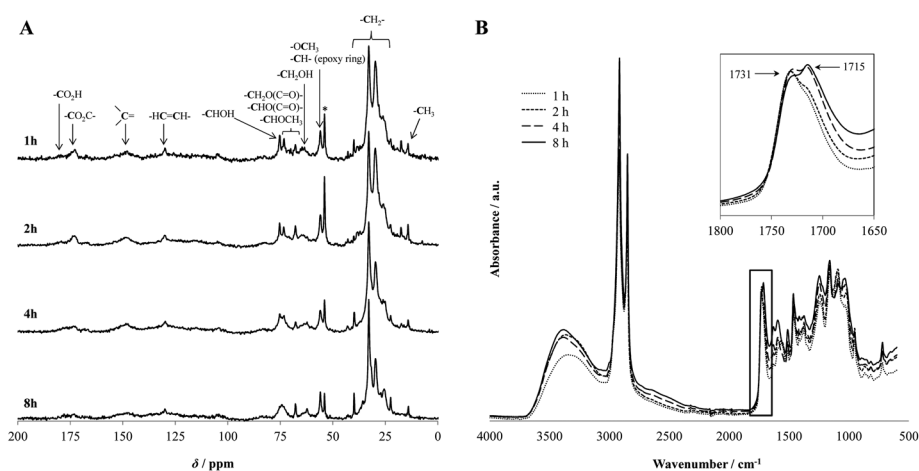 A
-CH2-
-OCH3
-CH- (epoxy ring)
-CH2OH
-CH2O(C=O)-
-CHO(C=O)-
-CHOCH3
-CHOH
*
-CH3
-CO2H
-CO2C-
C=
-HC=CH-
1h
2h
4h
8h
200 175 150 125 100 75 50 25 0
δ / ppm
B
Absorbance / a.u.
1 h
2 h
4 h
8 h
1731
1715
1800 1750 1700 1650
4000 3500 3000 2500 2000 1500 1000 500
Wavenumber / cm-1